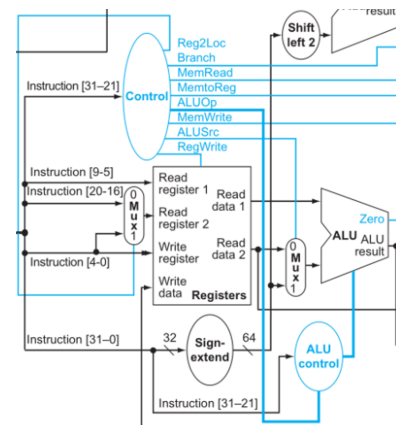 ALU
result
Shift
left 2
Reg2Loc
Branch
MemRead
MemtoReg
ALUOp
MemWrite
ALUSrc
RegWrite
Control
Instruction [31–21]
Instruction [9-5]
Instruction [20-16]
Instruction [4-0]
0
M
u
x
1
Read
register 1
Read
register 2
Write
register
Write
data
Read
data 1
Read
data 2
Registers
0
M
u
x
1
Zero
ALU
ALU
result
Instruction [31–0]
32
Sign-
extend
64
ALU
control
Instruction [31–21]